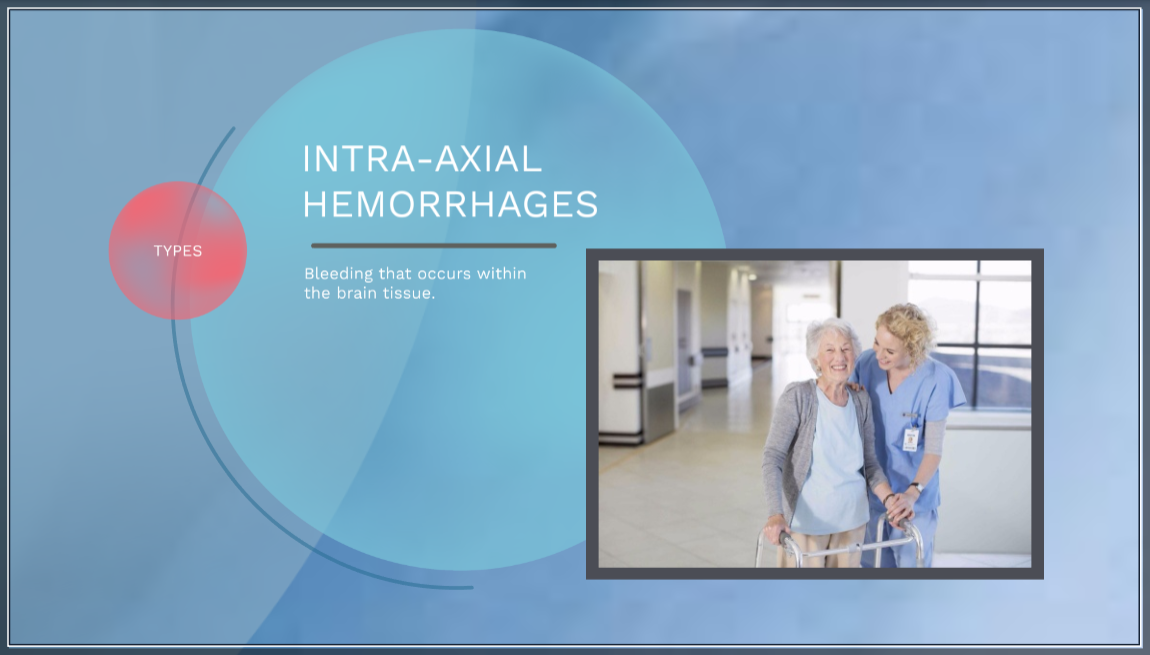 TYPES
INTRA-AXIAL
HEMORRHAGES
Bleeding that occurs within
the brain tissue.